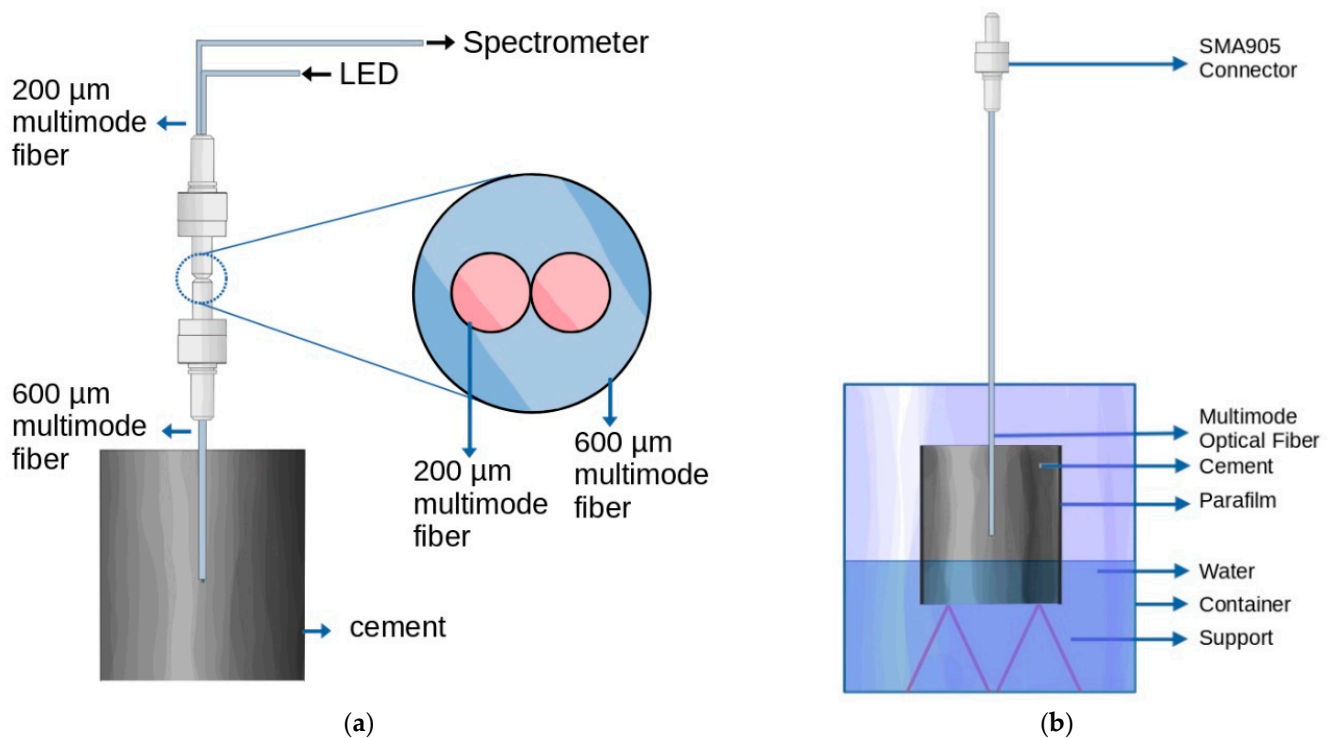 Spectrometer
LED
200 µm
multimode
fiber
600 µm
multimode
fiber
200 µm
multimode
fiber
600 µm
multimode
fiber
cement
(a)
SMA905
Connector
Multimode
Optical Fiber
Cement
Parafilm
Water
Container
Support
(b)